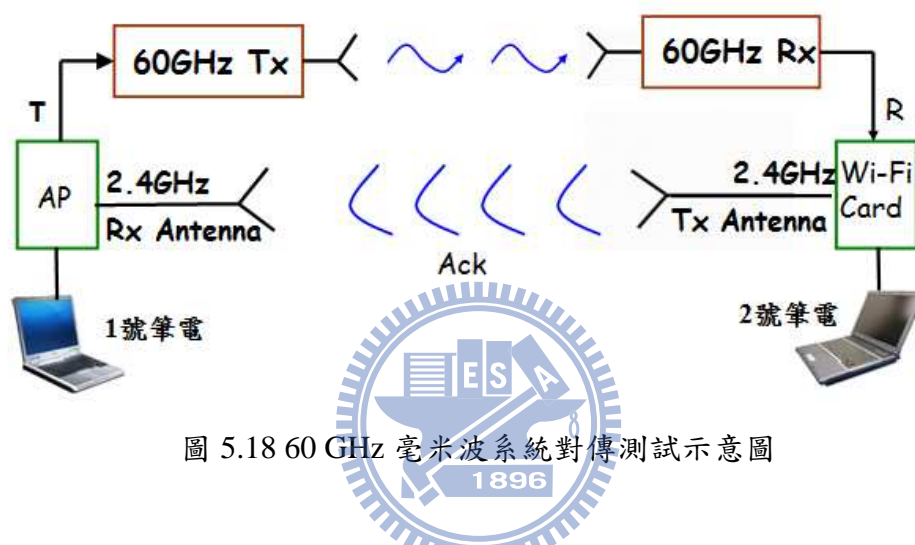 60GHz Tx
60GHz Rx
T
R
AP
2.4GHz
Rx Antenna
2.4GHz
Tx Antenna
Wi-Fi
Card
Ack
1號筆電
2號筆電
ES
A
圖 5.18 60 GHz 毫米波系統對傳測試示意圖
1896